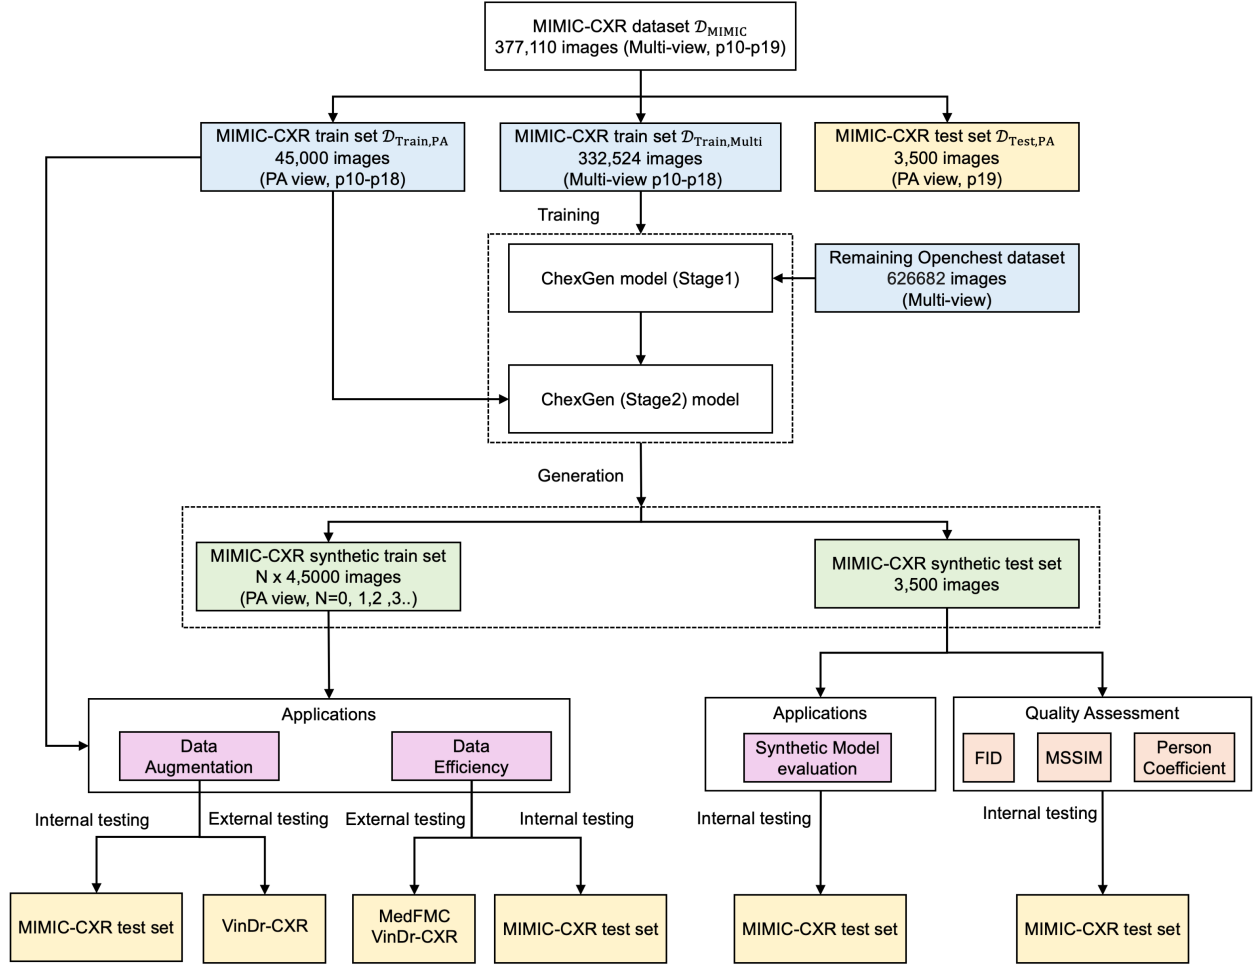 MIMIC-CXR dataset 𝒟MIMIC
377,110 images (Multi-view, p10-p19)
MIMIC-CXR train set 𝒟Train,PA
45,000 images
(PA view, p10-p18)
MIMIC-CXR train set 𝒟Train,Multi
332,524 images
(Multi-view p10-p18)
MIMIC-CXR test set 𝒟Test,PA
3,500 images
(PA view, p19)
Training
ChexGen model (Stage1)
Remaining Openchest dataset
626682 images
(Multi-view)
ChexGen (Stage2) model
Generation
MIMIC-CXR synthetic train set
N x 4,5000 images
(PA view, N=0, 1,2 ,3..)
MIMIC-CXR synthetic test set
3,500 images
Applications
Data
Augmentation
Data
Efficiency
Applications
Synthetic Model
evaluation
Quality Assessment
FID
MSSIM
Person
Coefficient
Internal testing
External testing
External testing
Internal testing
Internal testing
Internal testing
MIMIC-CXR test set
VinDr-CXR
MedFMC
VinDr-CXR
MIMIC-CXR test set
MIMIC-CXR test set
MIMIC-CXR test set